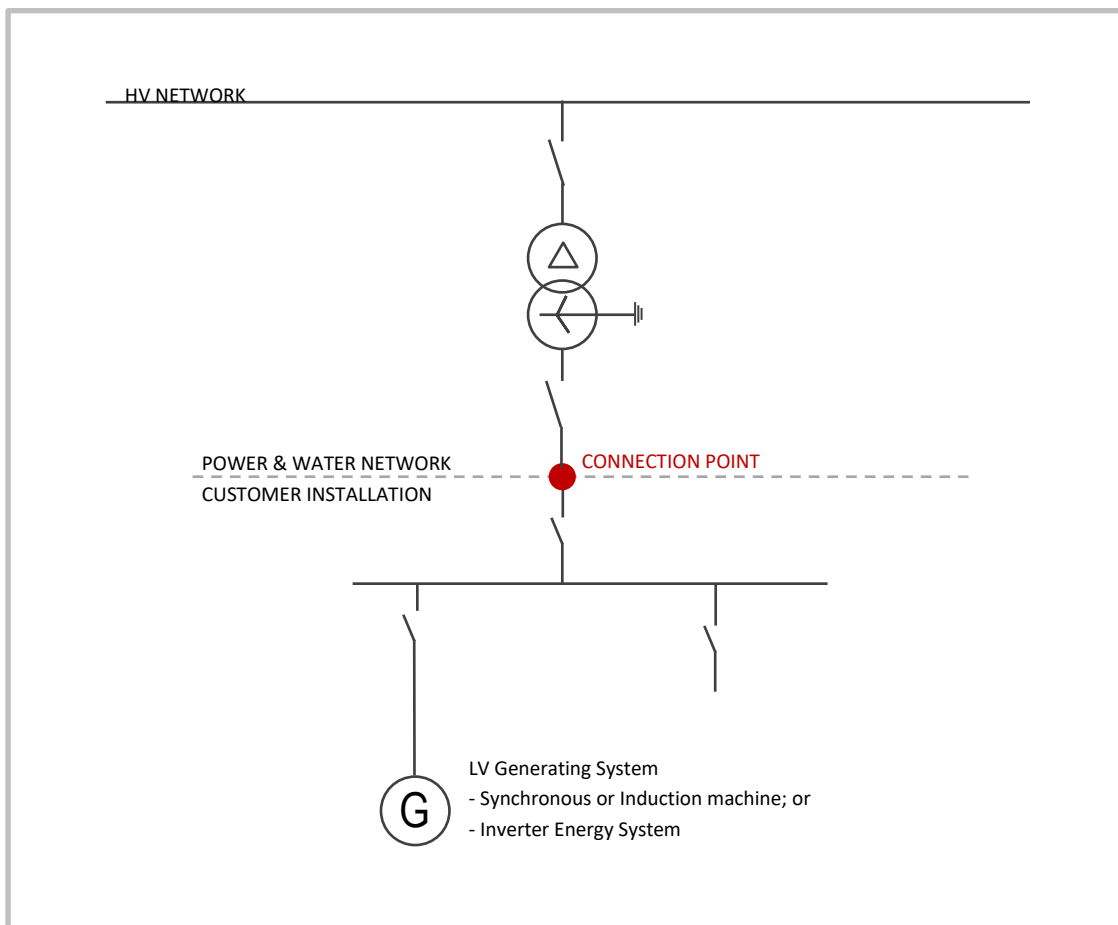 HV NETWORK
POWER & WATER NETWORK
CONNECTION POINT
CUSTOMER INSTALLATION
LV Generating System
- Synchronous or Induction machine; or
G
- Inverter Energy System